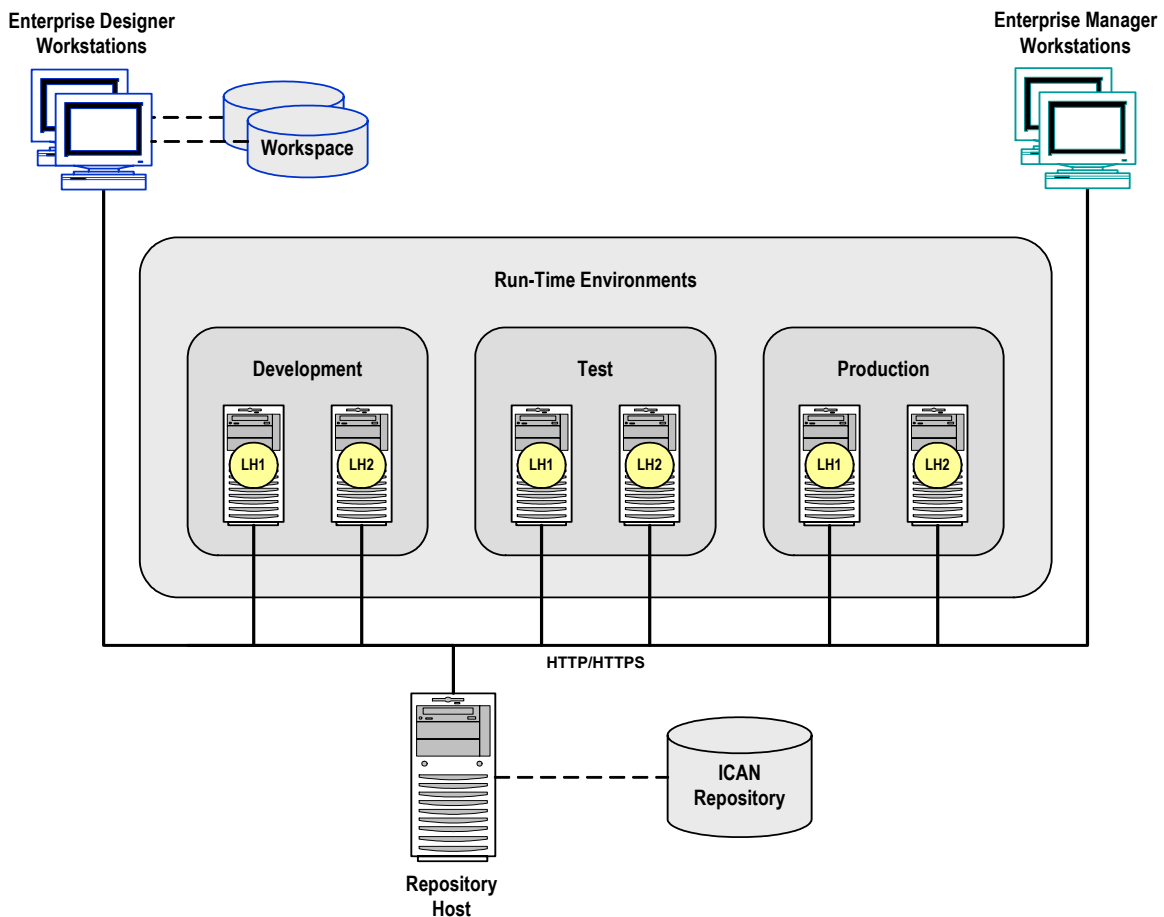 Enterprise Designer
Workstations
Enterprise Manager
Workstations
Workspace
Run-Time Environments
Development
Test
Production
LH1
LH2
LH1
LH2
LH1
LH2
HTTP/HTTPS
ICAN
Repository
Repository
Host